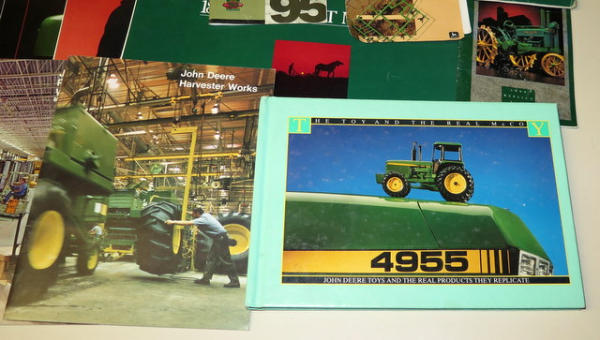 95
John Deere
Harvester Works
THE TOY AND THE REAL McCOY
4955
JOHN DEERE TOYS AND THE REAL PRODUCTS THEY REPLICATE